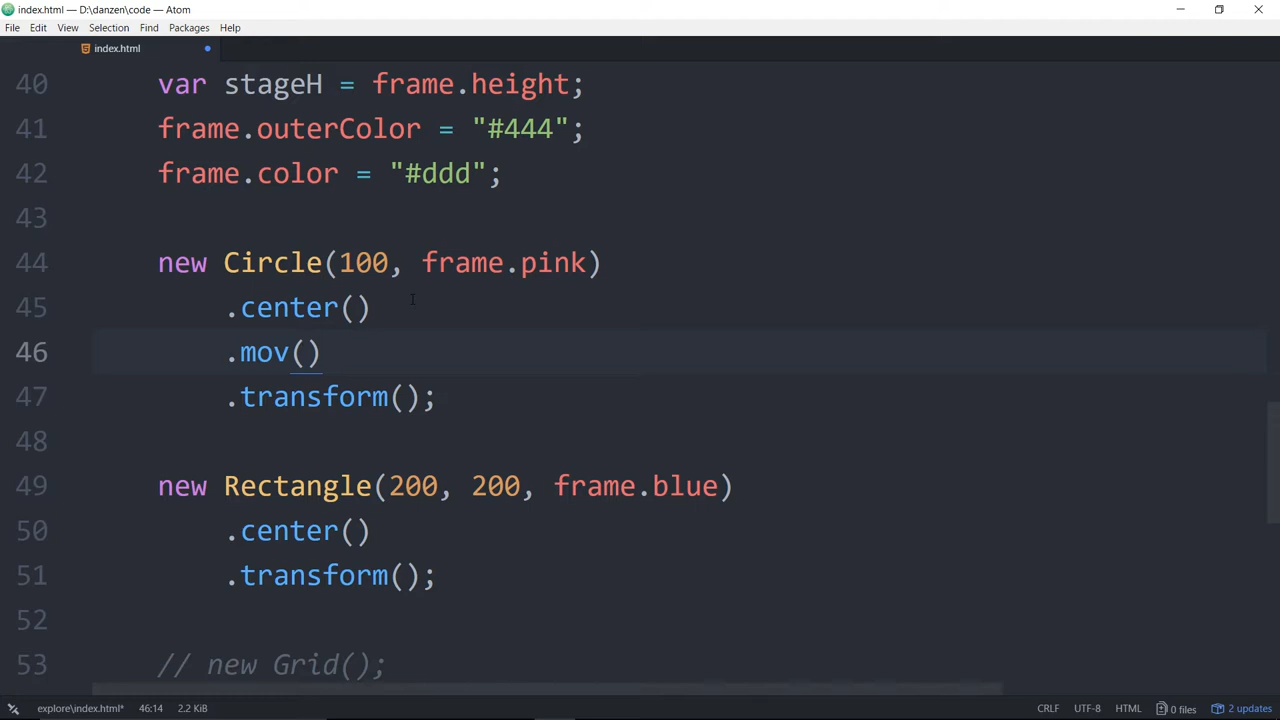 index.html — D:\danzen\code — Atom
File Edit View Selection Find Packages Help
index.html
40 var stageH = frame.height;
41 frame.outerColor = "#444";
42 frame.color = "#ddd";
43
44 new Circle(100, frame.pink)
45 .center()
46 .mov()
47 .transform();
48
49 new Rectangle(200, 200, frame.blue)
50 .center()
51 .transform();
52
53 // new Grid();
explore\index.html* 46:14 2.2 KiB CRLF UTF-8 HTML 0 files 2 updates